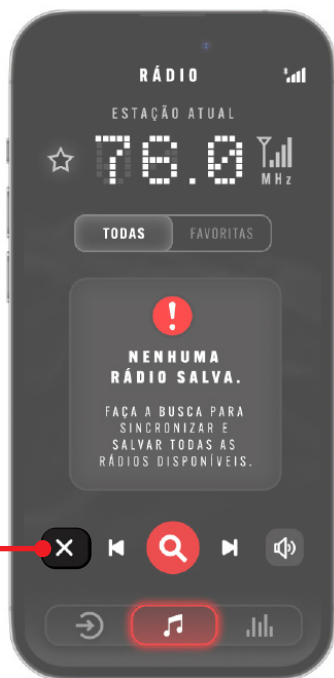 RÁDIO
ESTAÇÃO ATUAL
76.0
MHz
TODAS
FAVORITAS
NENHUMA
RÁDIO SALVA.
FAÇA A BUSCA PARA
SINCRONIZAR E
SALVAR TODAS AS
RÁDIOS DISPONÍVEIS.